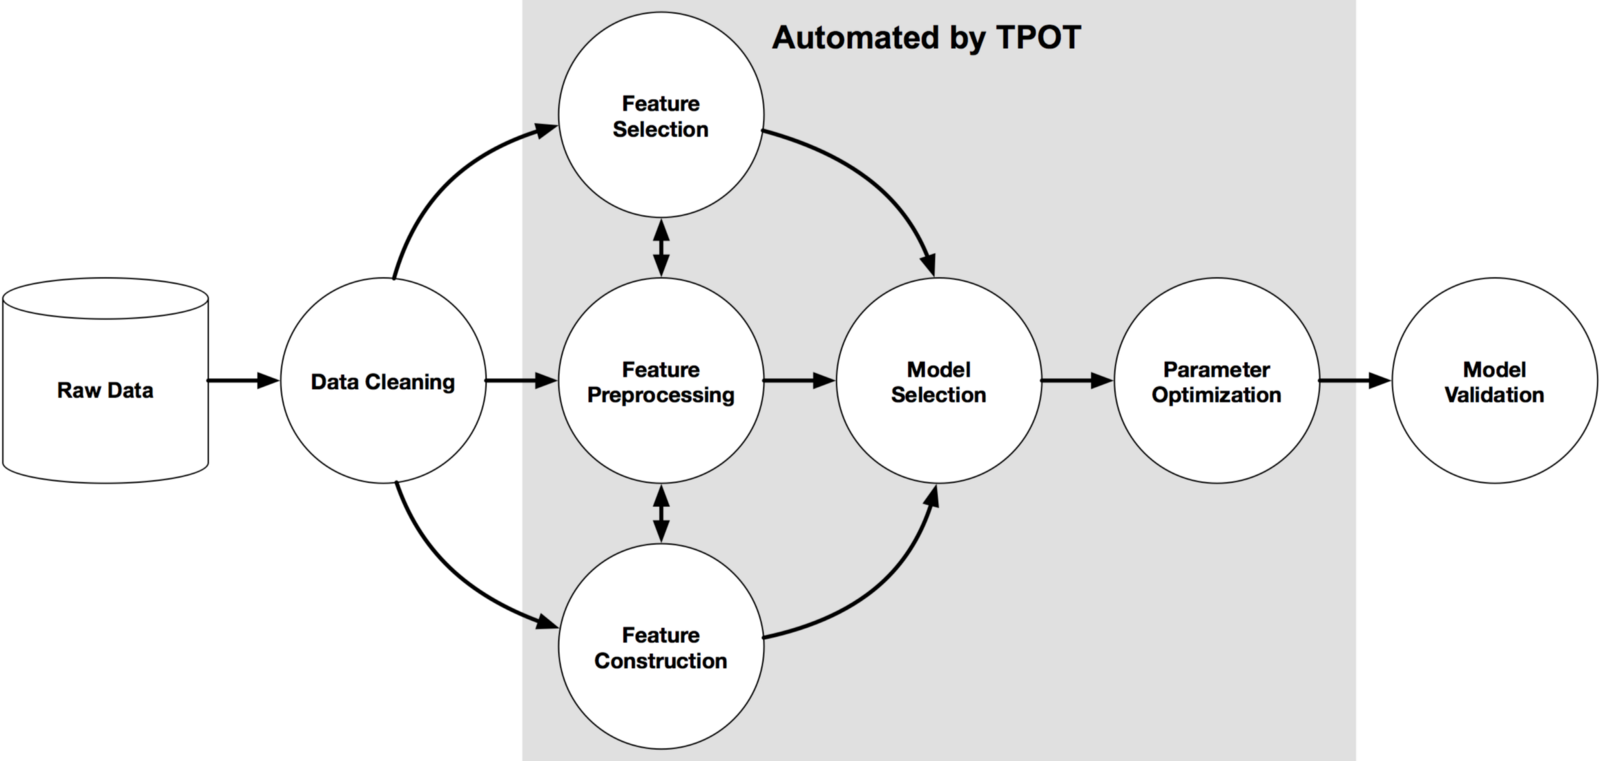 Automated by TPOT
Feature
Selection
Raw Data
Data Cleaning
Feature
Preprocessing
Model
Selection
Parameter
Optimization
Model
Validation
Feature
Construction